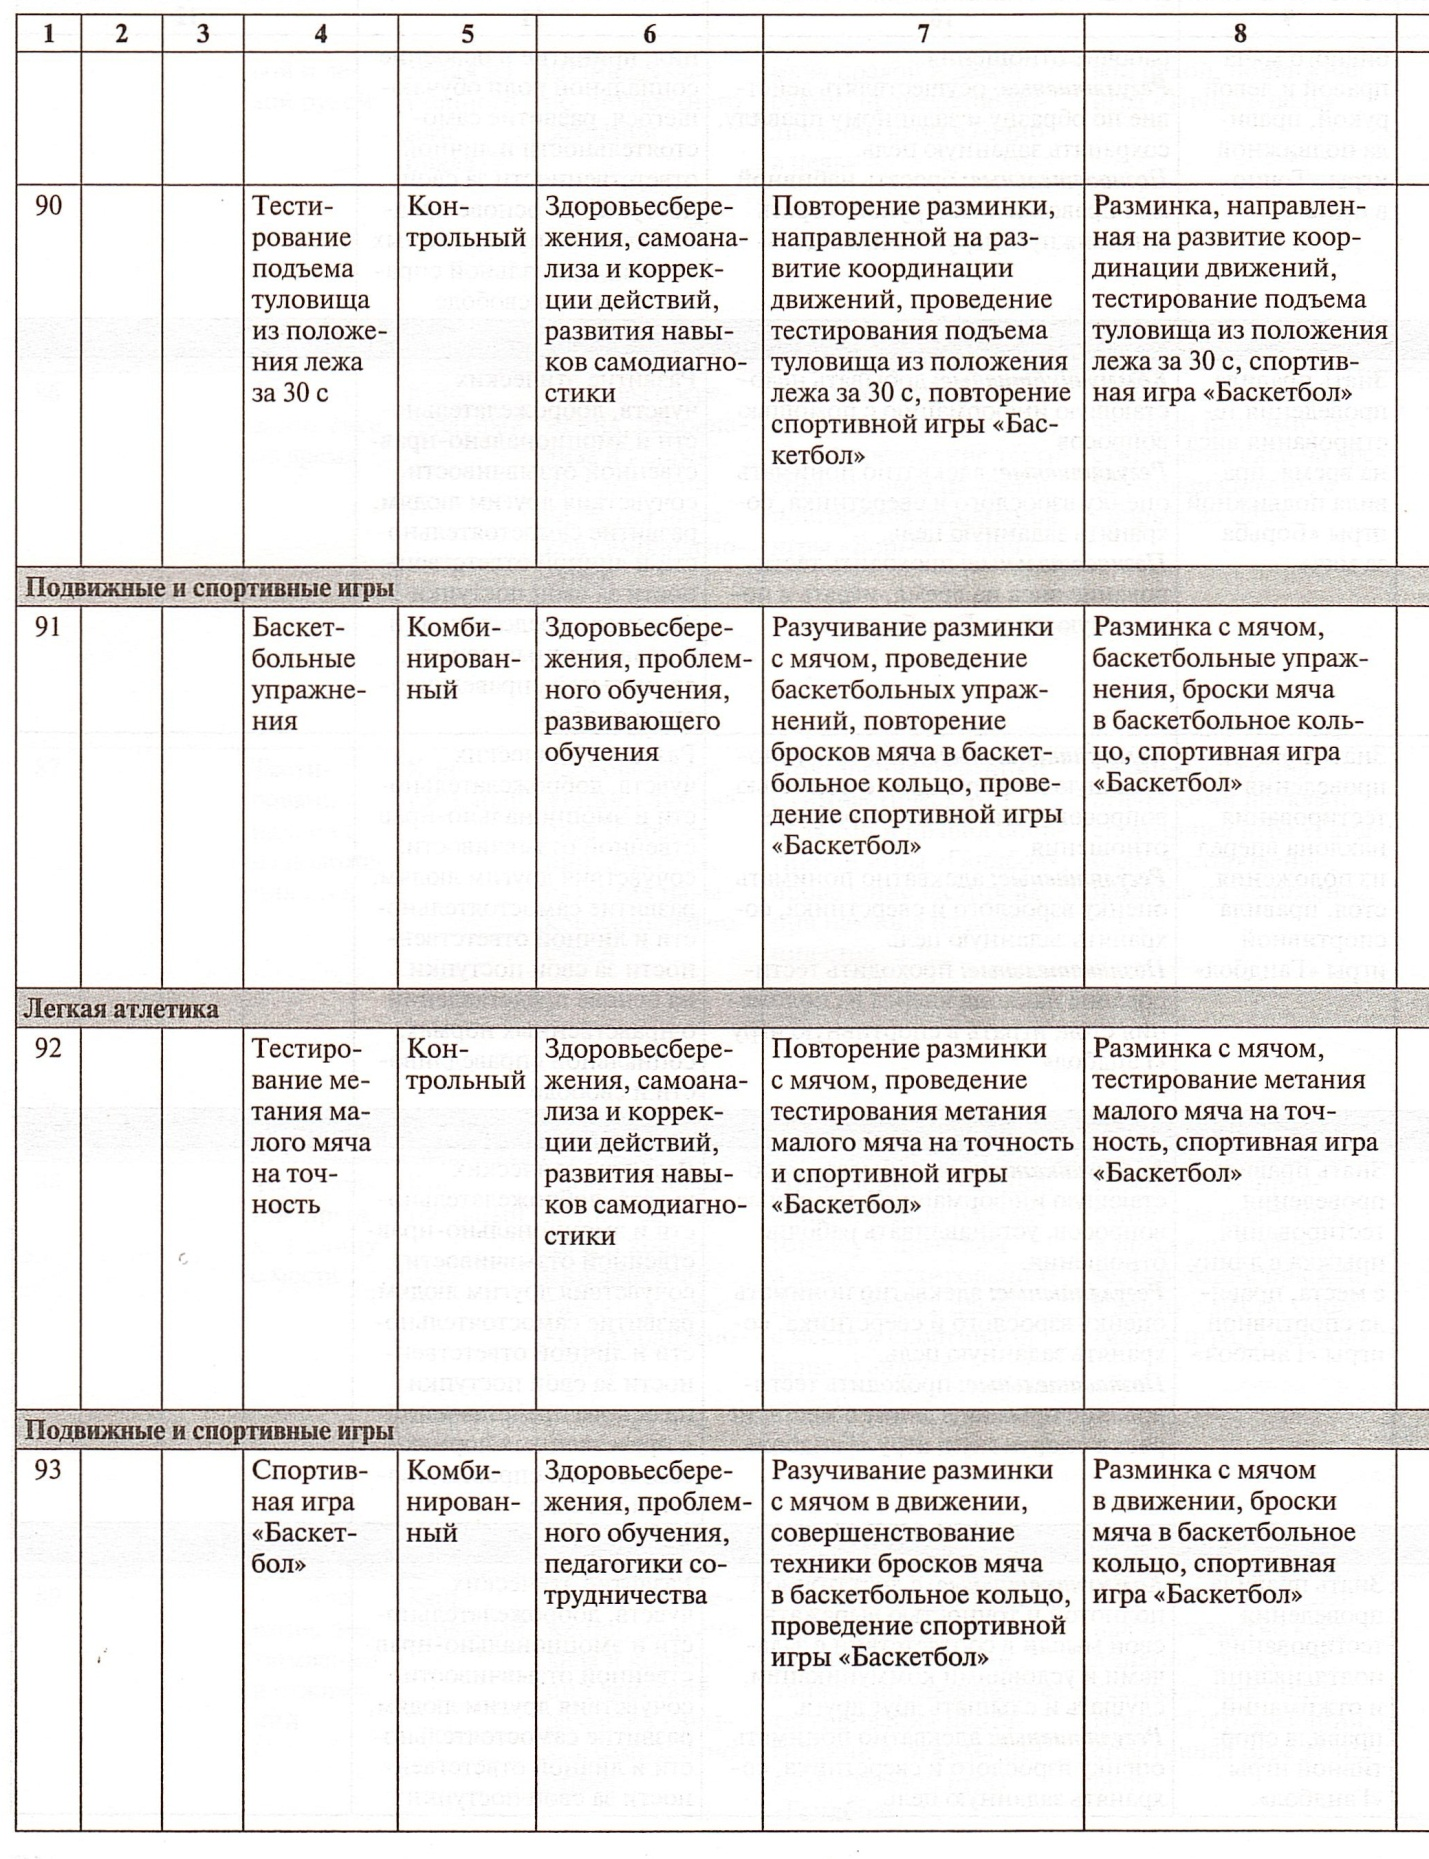 1 2 3 4 5 6 7 8
90
Тести-
рование
подъема
туловища
из положе-
ния лежа
за 30 с
Кон-
трольный
Здоровьесбере-
жения, самоана-
лиза и коррек-
ции действий,
развития навы-
ков самодиагно-
стики
Повторение разминки,
направленной на раз-
витие координации
движений, проведение
тестирования подъема
туловища из положения
лежа за 30 с, повторение
спортивной игры «Бас-
кетбол»
Разминка, направлен-
ная на развитие коор-
динации движений,
тестирование подъема
туловища из положения
лежа за 30 с, спортив-
ная игра «Баскетбол»
Подвижные и спортивные игры
91
Баскет-
больные
упражне-
ния
Комби-
нирован-
ный
Здоровьесбере-
жения, проблем-
ного обучения,
развивающего
обучения
Разучивание разминки
с мячом, проведение
баскетбольных упраж-
нений, повторение
бросков мяча в баскет-
больное кольцо, прове-
дение спортивной игры
«Баскетбол»
Разминка с мячом,
баскетбольные упраж-
нения, броски мяча
в баскетбольное коль-
цо, спортивная игра
«Баскетбол»
Легкая атлетика
92
Тестиро-
вание ме-
тания ма-
лого мяча
на точ-
ность
Кон-
трольный
Здоровьесбере-
жения, самоана-
лиза и коррек-
ции действий,
развития навы-
ков самодиагно-
стики
Повторение разминки
с мячом, проведение
тестирования метания
малого мяча на точность
и спортивной игры
«Баскетбол»
Разминка с мячом,
тестирование метания
малого мяча на точ-
ность, спортивная игра
«Баскетбол»
Подвижные и спортивные игры
93
Спортив-
ная игра
«Баскет-
бол»
Комби-
нирован-
ный
Здоровьесбере-
жения, проблем-
ного обучения,
педагогики со-
трудничества
Разучивание разминки
с мячом в движении,
совершенствование
техники бросков мяча
в баскетбольное кольцо,
проведение спортивной
игры «Баскетбол»
Разминка с мячом
в движении, броски
мяча в баскетбольное
кольцо, спортивная
игра «Баскетбол»